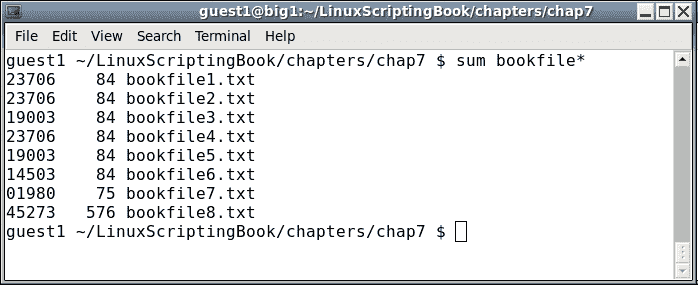 guest1@big1:~/LinuxScriptingBook/chapters/chap7
File Edit View Search Terminal Help
guest1 ~/LinuxScriptingBook/chapters/chap7 $ sum bookfile*
23706    84 bookfile1.txt
23706    84 bookfile2.txt
19003    84 bookfile3.txt
23706    84 bookfile4.txt
19003    84 bookfile5.txt
14503    84 bookfile6.txt
01980    75 bookfile7.txt
45273   576 bookfile8.txt
guest1 ~/LinuxScriptingBook/chapters/chap7 $